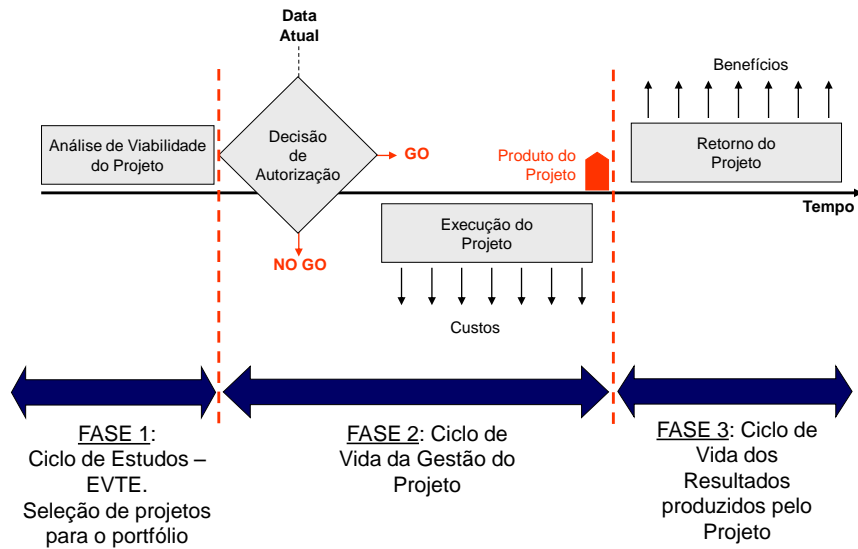 Data
Atual
Benefícios
Análise de Viabilidade
do Projeto
Decisão
de
Autorização
GO
Produto do
Projeto
Retorno do
Projeto
Tempo
Execução do
Projeto
NO GO
Custos
FASE 1:
Ciclo de Estudos –
EVTE.
Seleção de projetos
para o portfólio
FASE 2: Ciclo de
Vida da Gestão do
Projeto
FASE 3: Ciclo de
Vida dos
Resultados
produzidos pelo
Projeto